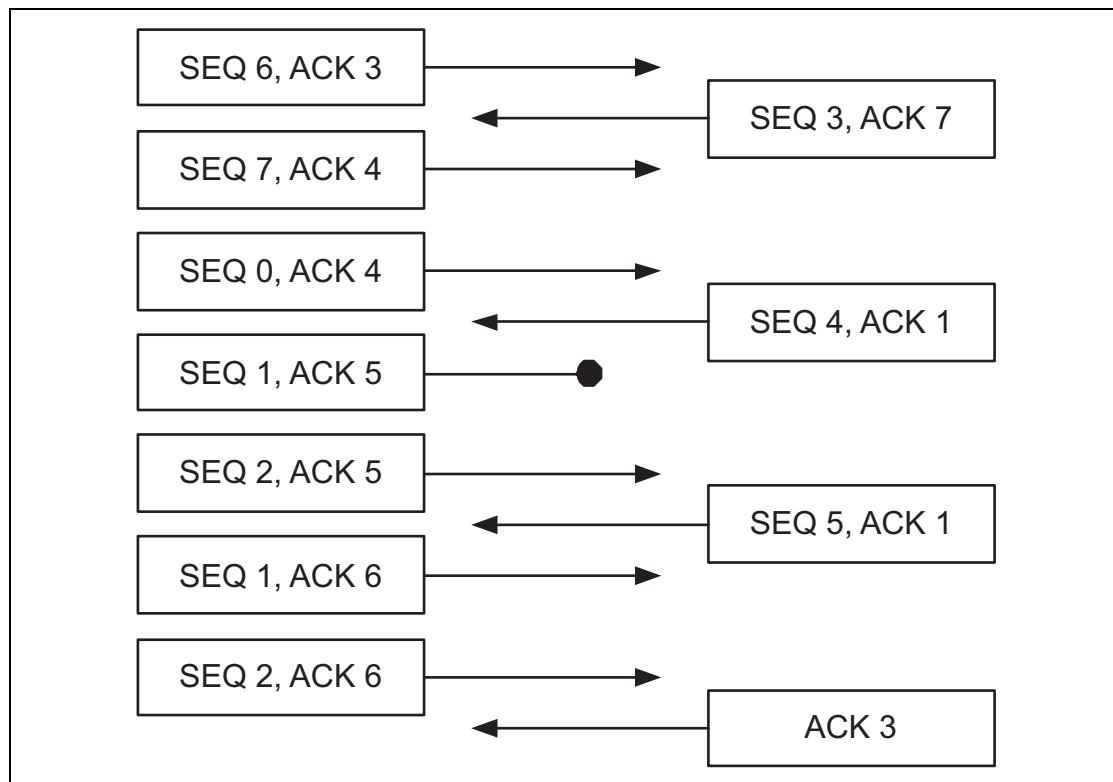 SEQ 6, ACK 3
SEQ 3, ACK 7
SEQ 7, ACK 4
SEQ 0, ACK 4
SEQ 4, ACK 1
SEQ 1, ACK 5
SEQ 2, ACK 5
SEQ 5, ACK 1
SEQ 1, ACK 6
SEQ 2, ACK 6
ACK 3